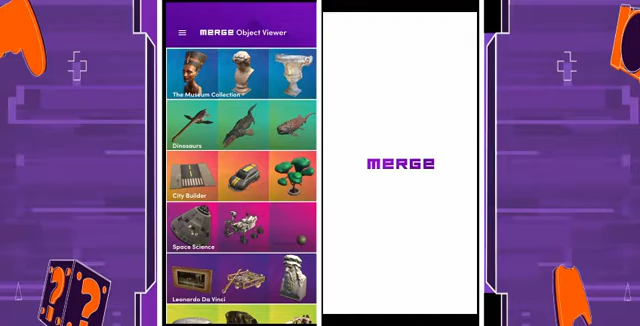 MERGE Object Viewer
The Museum Collection
Dinosaurs
City Builder
Space Science
Leonardo Da Vinci
MERGE
? ?